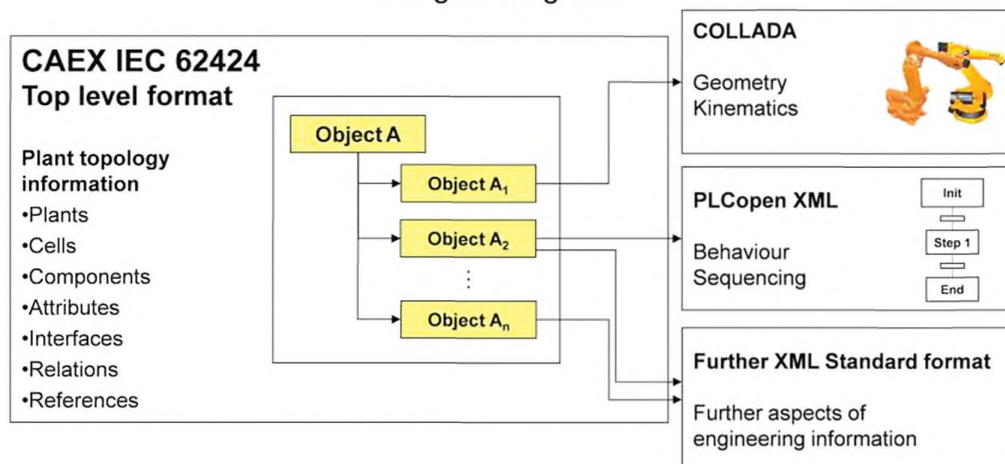 CAEX IEC 62424
Top level format
Plant topology
information
•Plants
•Cells
•Components
•Attributes
•Interfaces
•Relations
•References
Object A
Object A₁
Object A₂
⋮
Object Aₙ
COLLADA
Geometry
Kinematics
PLCopen XML
Behaviour
Sequencing
Init
Step 1
End
Further XML Standard format
Further aspects of
engineering information